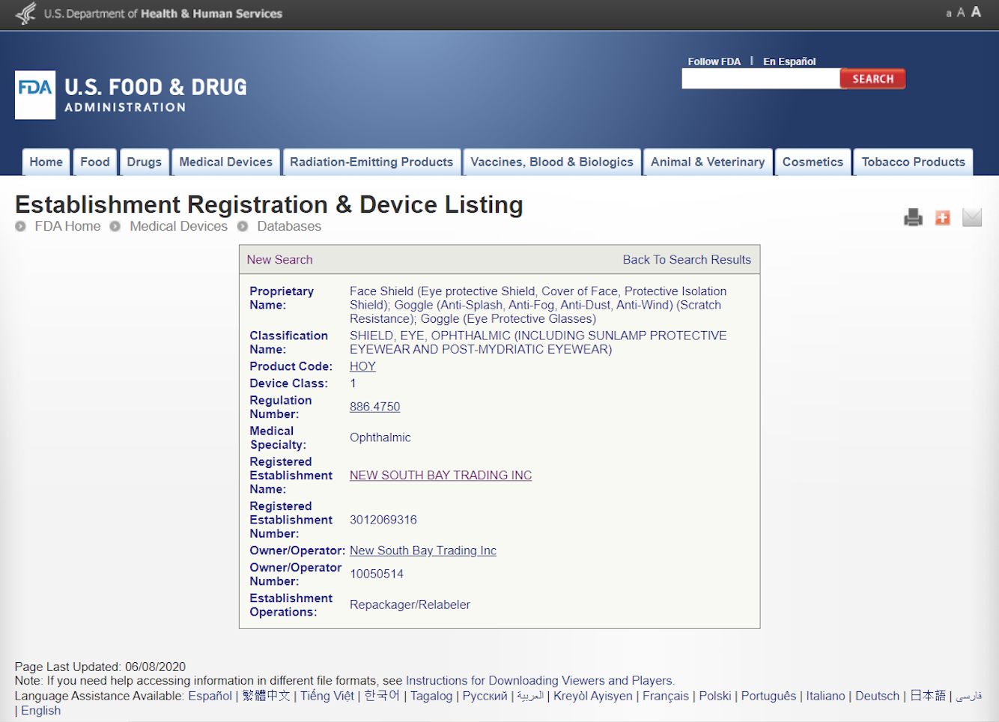 U.S. Department of Health & Human Services
a A A
Follow FDA | En Español
FDA U.S. FOOD & DRUG
ADMINISTRATION
SEARCH
Home Food Drugs Medical Devices Radiation-Emitting Products Vaccines, Blood & Biologics Animal & Veterinary Cosmetics Tobacco Products
Establishment Registration & Device Listing
FDA Home Medical Devices Databases
New Search Back To Search Results
Proprietary Name: Face Shield (Eye protective Shield, Cover of Face, Protective Isolation
Shield); Goggle (Anti-Splash, Anti-Fog, Anti-Dust, Anti-Wind) (Scratch
Resistance); Goggle (Eye Protective Glasses)
Classification Name: SHIELD, EYE, OPHTHALMIC (INCLUDING SUNLAMP PROTECTIVE
EYEWEAR AND POST-MYDRIATIC EYEWEAR)
Product Code: HOY
Device Class: 1
Regulation
Number: 886.4750
Medical
Specialty: Ophthalmic
Registered
Establishment
Name: NEW SOUTH BAY TRADING INC
Registered
Establishment
Number: 3012069316
Owner/Operator: New South Bay Trading Inc
Owner/Operator
Number: 10050514
Establishment
Operations: Repackager/Relabeler
Page Last Updated: 06/08/2020
Note: If you need help accessing information in different file formats, see Instructions for Downloading Viewers and Players.
Language Assistance Available: Español | 繁體中文 | Tiếng Việt | 한국어 | Tagalog | Русский | العربية | Kreyòl Ayisyen | Français | Polski | Português | Italiano | Deutsch | 日本語 | فارسی
| English